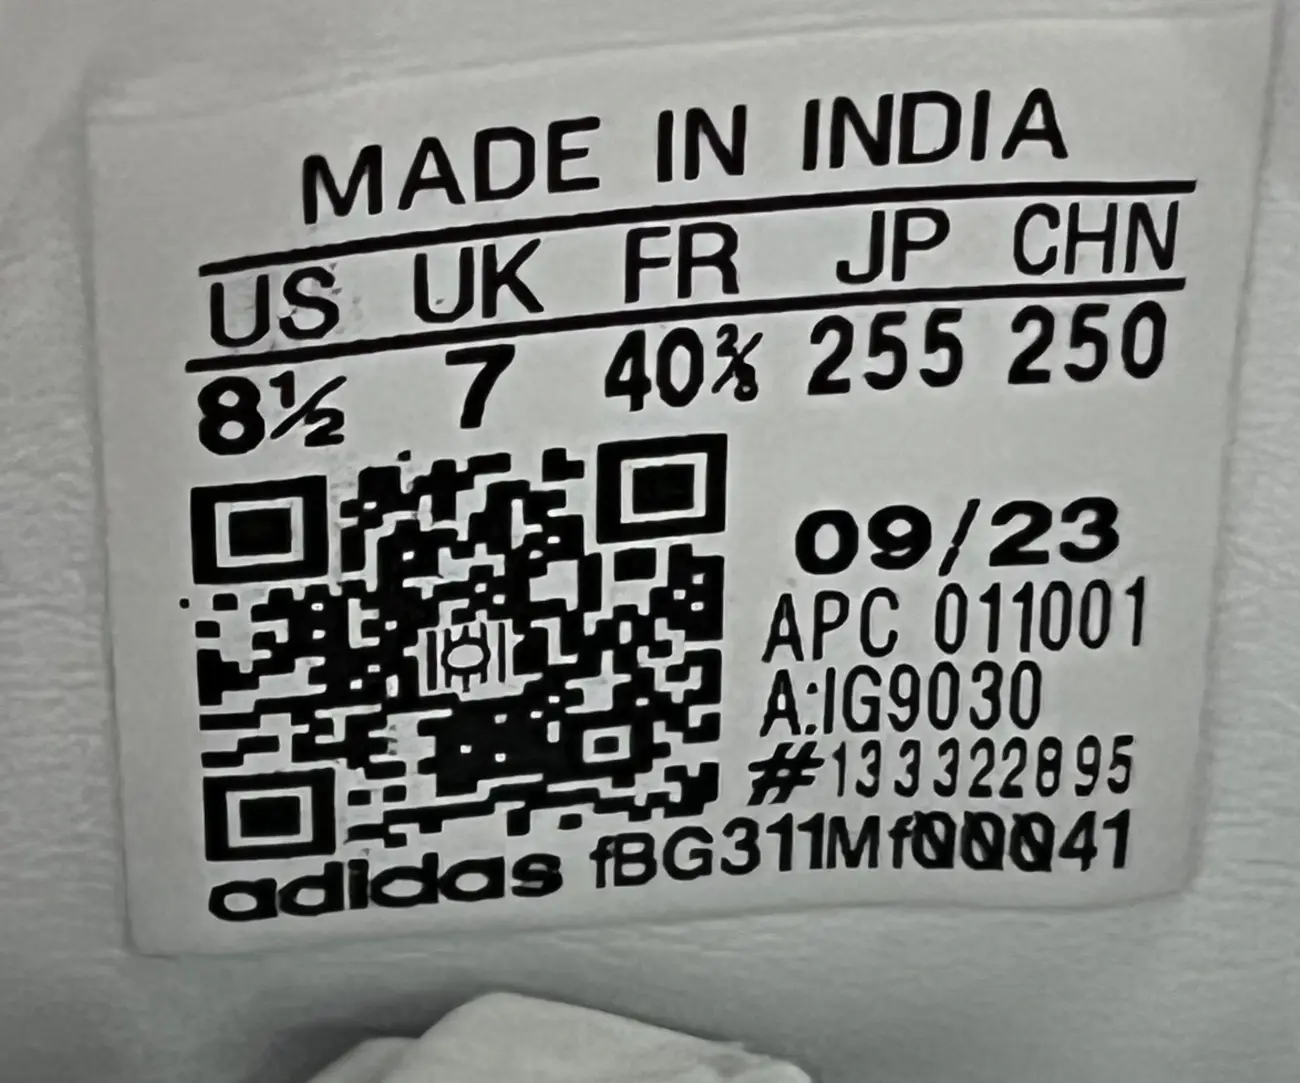 MADE IN INDIA
US UK FR JP CHN
8½ 7 40⅔ 255 250
09/23
APC 011001
A:IG9030
#133322895
adidas fBG311Mf00041